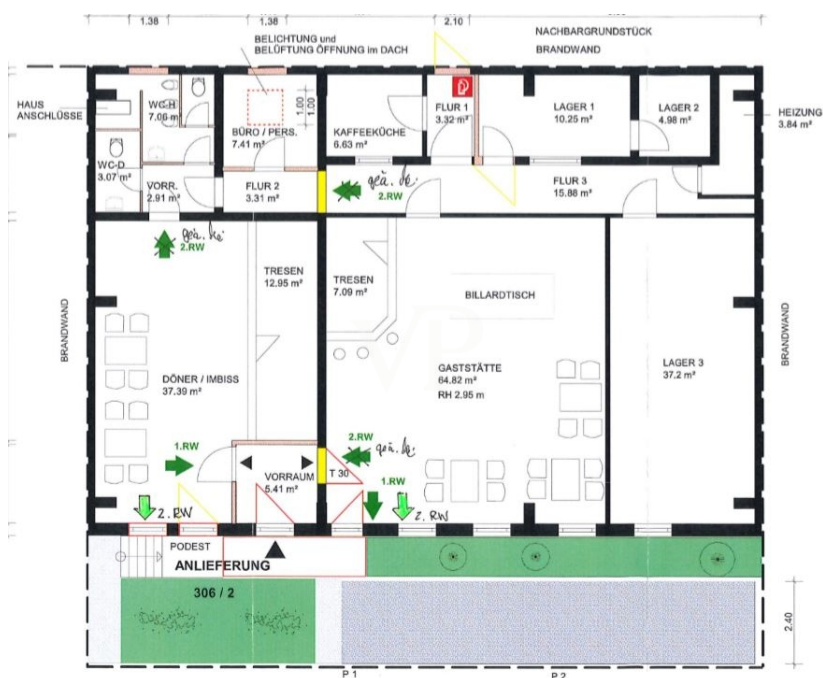 1.38
1.38
2.10
BELICHTUNG und
BELÜFTUNG ÖFFNUNG im DACH
NACHBARGRUNDSTÜCK
BRANDWAND
HAUS
ANSCHLÜSSE
WC-H
7.06 m²
1.00
1.00
BÜRO / PERS.
7.41 m²
KAFFEEKÜCHE
6.63 m²
FLUR 1
3.32 m²
LAGER 1
10.25 m²
LAGER 2
4.98 m²
HEIZUNG
3.84 m²
WC-D
3.07 m²
VORR.
2.91 m²
FLUR 2
3.31 m²
2.RW
FLUR 3
15.88 m²
2.RW
TRESEN
12.95 m²
TRESEN
7.09 m²
BILLARDTISCH
BRANDWAND
BRANDWAND
DÖNER / IMBISS
37.39 m²
GASTSTÄTTE
64.82 m²
RH 2.95 m
LAGER 3
37.2 m²
VP
1.RW
2.RW
VORRAUM
5.41 m²
T 30
1.RW
2. RW
2. RW
PODEST
ANLIEFERUNG
306 / 2
2.40
P 1
P 2